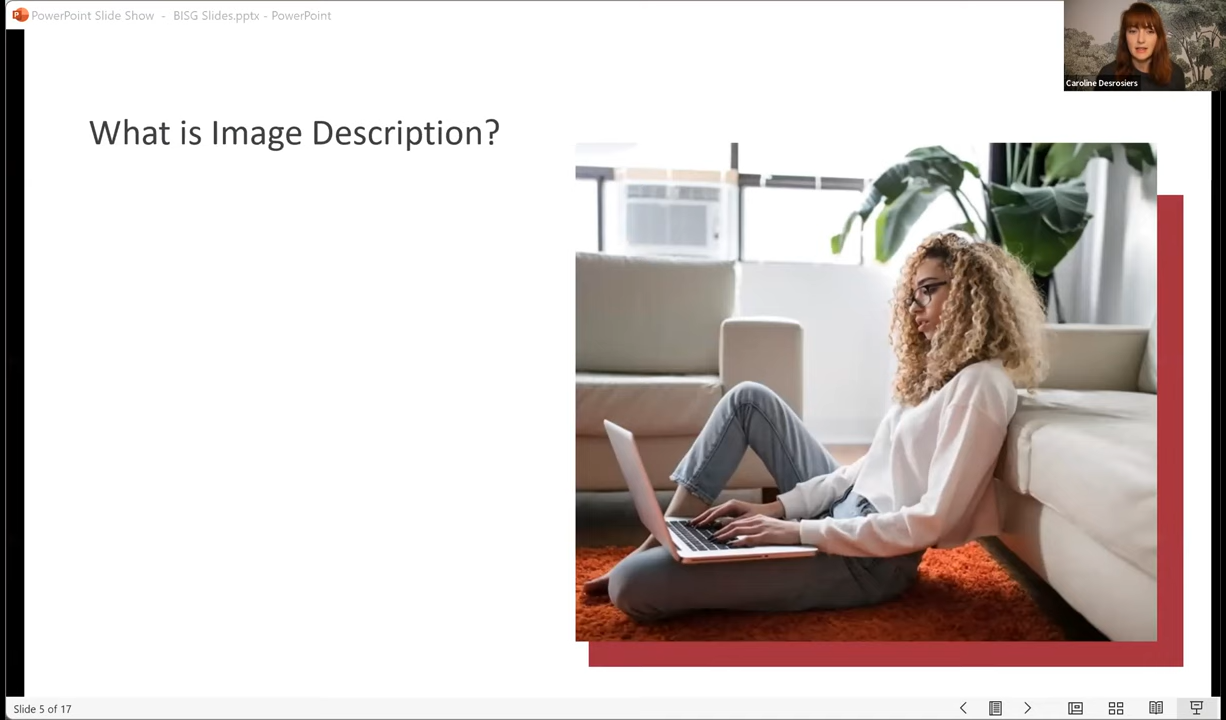 PowerPoint Slide Show - BISG Slides.pptx - PowerPoint
Caroline Desrosiers
What is Image Description?
Slide 5 of 17